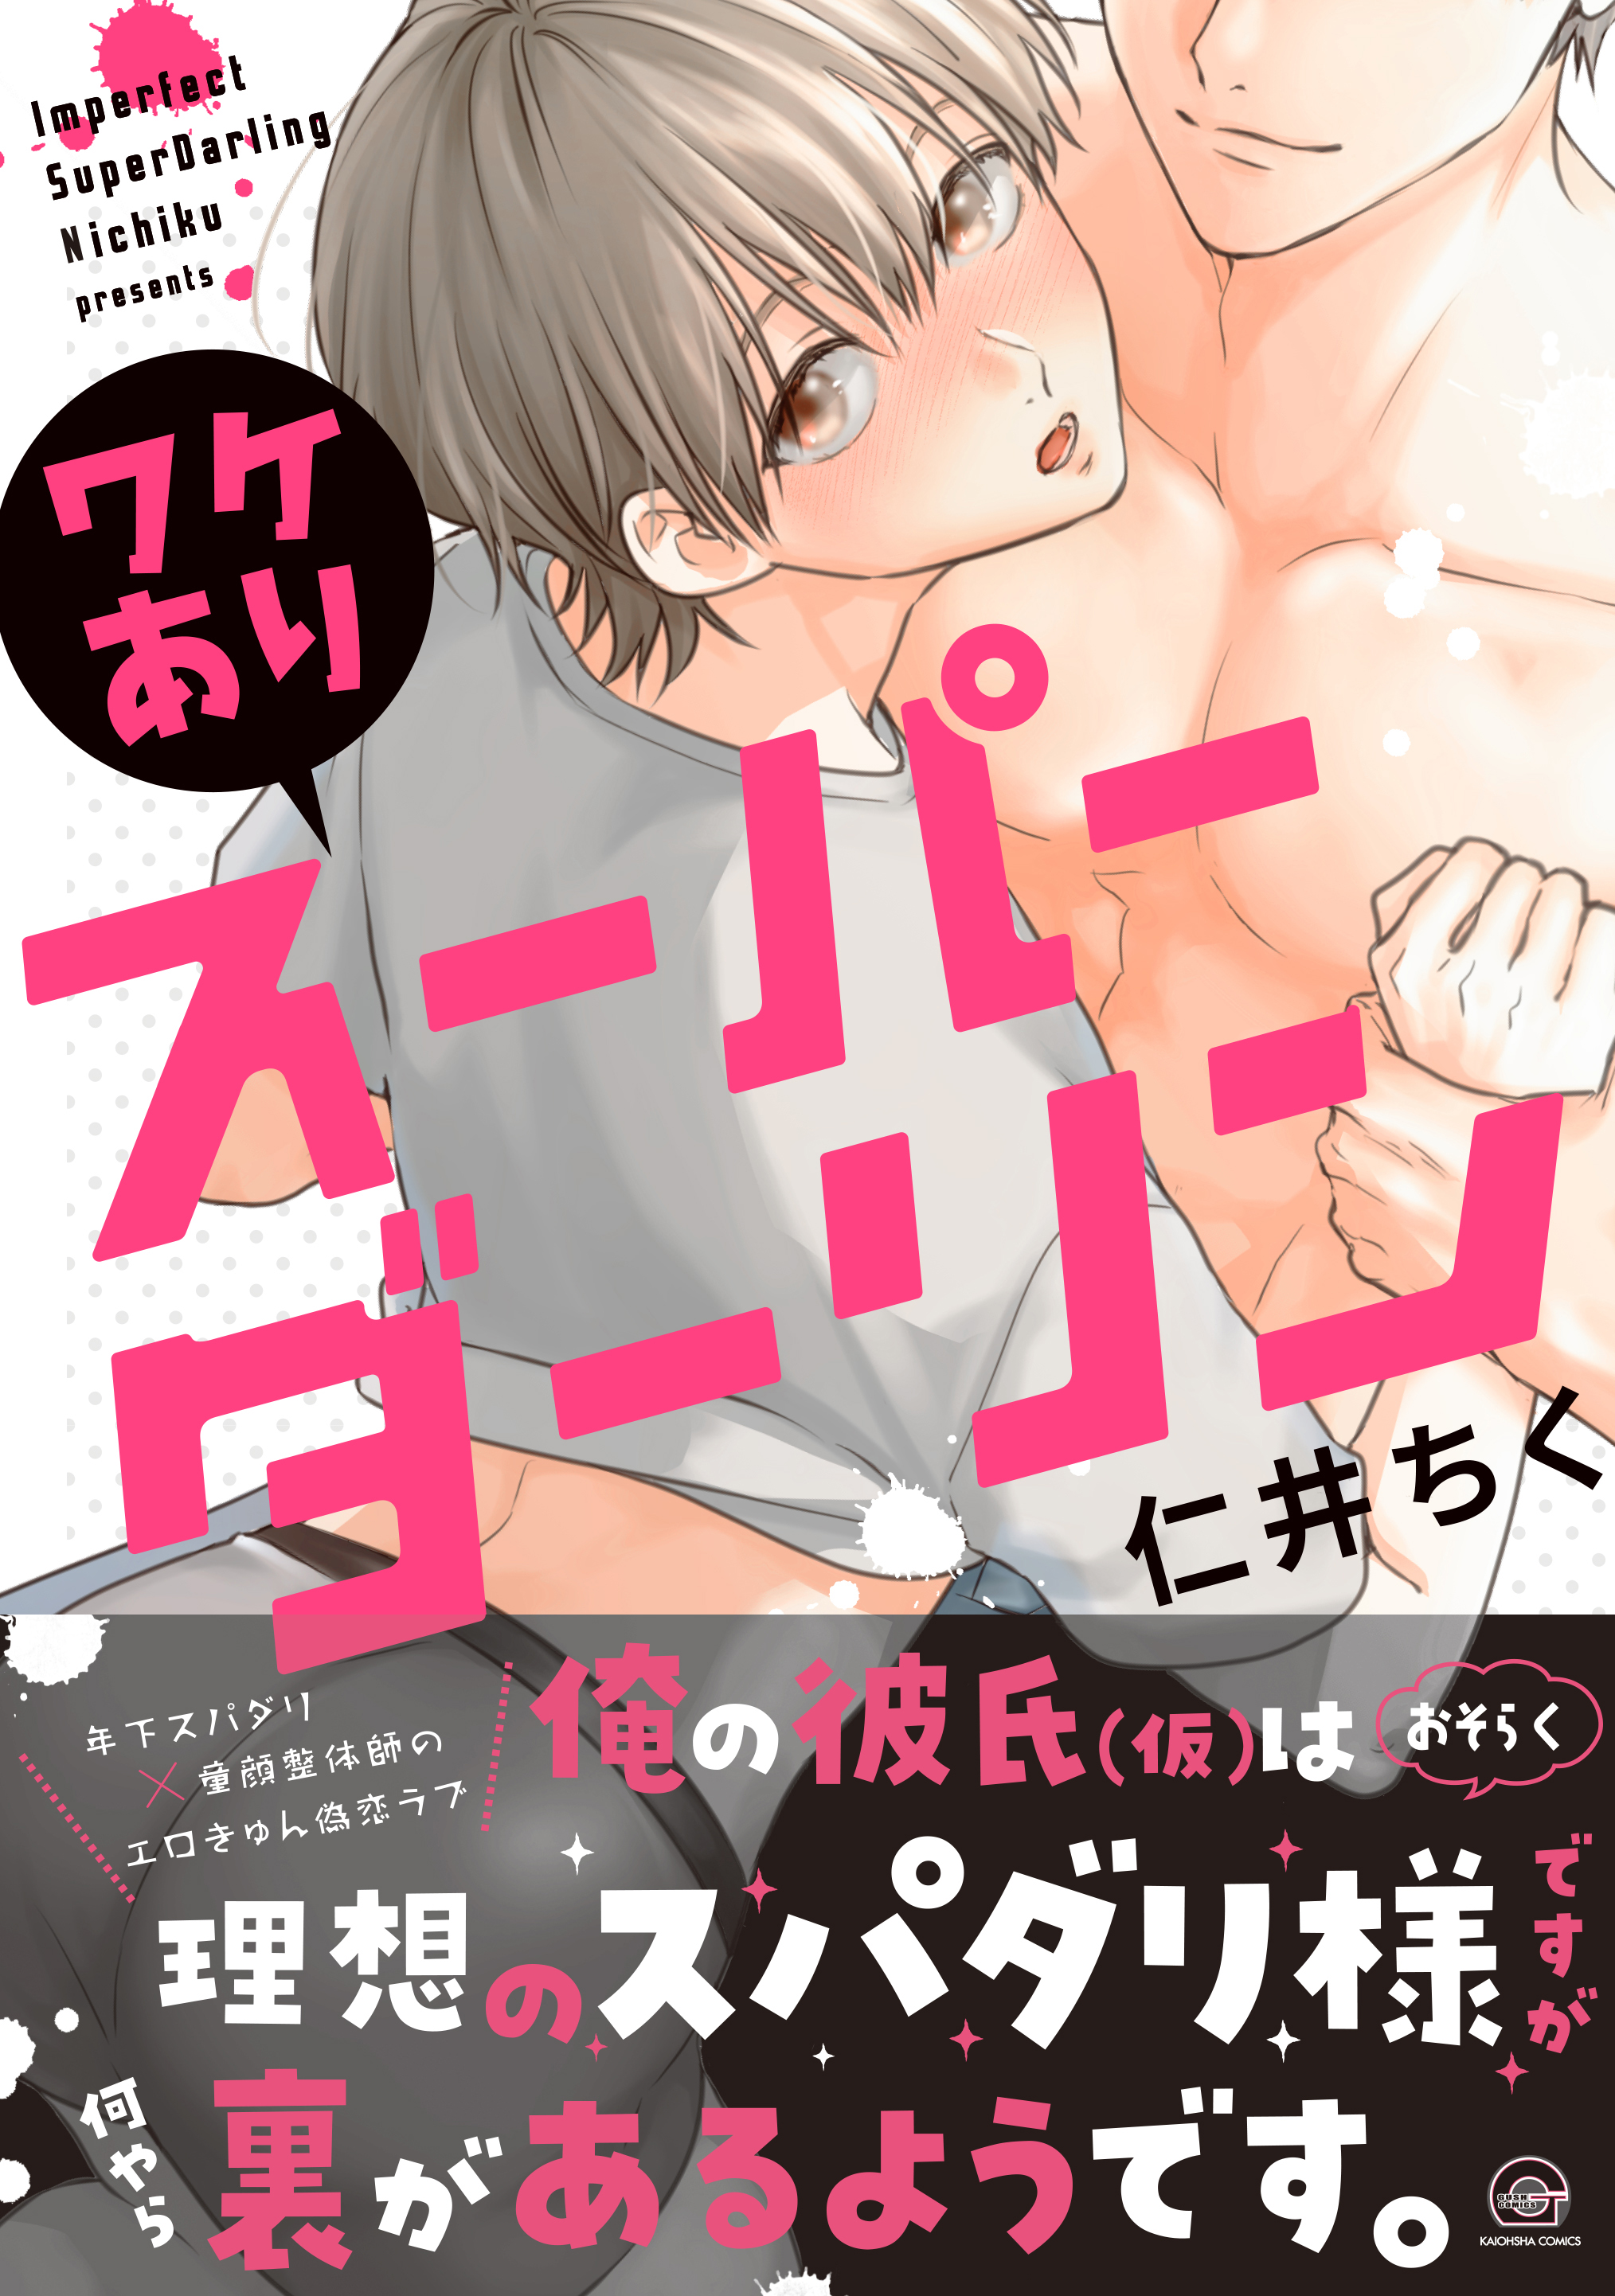 Imperfect
SuperDarling
Nichiku
presents
ワケ
あり
スーパー
ダーリン
仁井ちく
年下スパダリ
×童顔整体師の
エロきゅん偽恋ラブ
俺の彼氏(仮)は
おそらく
理想のスパダリ様
ですが
何やら
裏があるようです。
GUSH
COMICS
KAIOHSHA COMICS